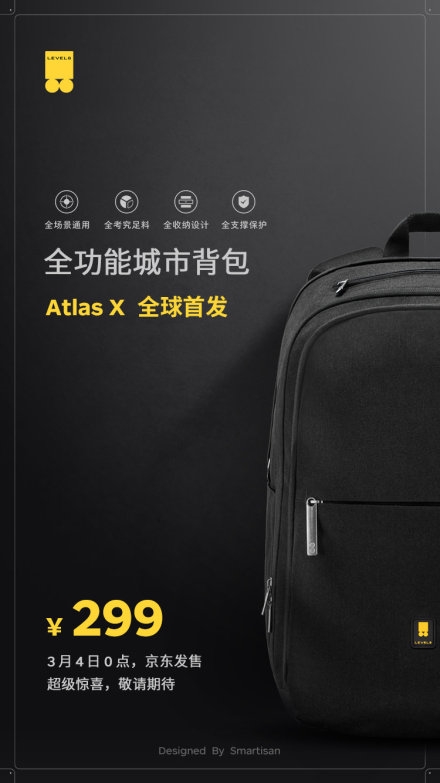 LEVEL8
全场景通用 全考究足料 全收纳设计 全支撑保护
全功能城市背包
Atlas X 全球首发
¥ 299
3月4日0点，京东发售
超级惊喜，敬请期待
LEVEL8
Designed By Smartisan